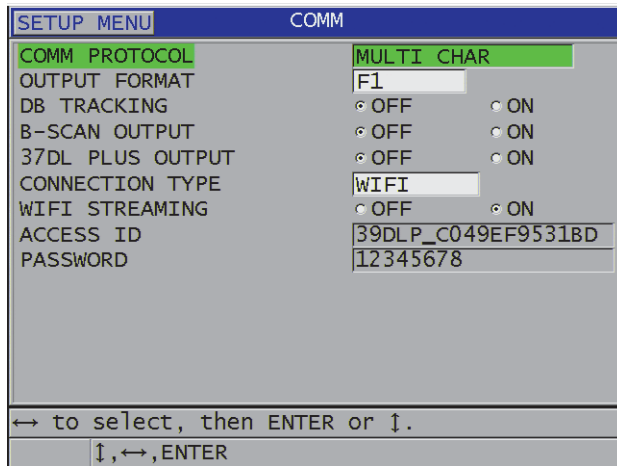 SETUP MENU COMM
COMM PROTOCOL MULTI CHAR
OUTPUT FORMAT F1
DB TRACKING OFF ON
B-SCAN OUTPUT OFF ON
37DL PLUS OUTPUT OFF ON
CONNECTION TYPE WIFI
WIFI STREAMING OFF ON
ACCESS ID 39DLP_C049EF9531BD
PASSWORD 12345678
↔ to select, then ENTER or ↕.
↕,↔,ENTER